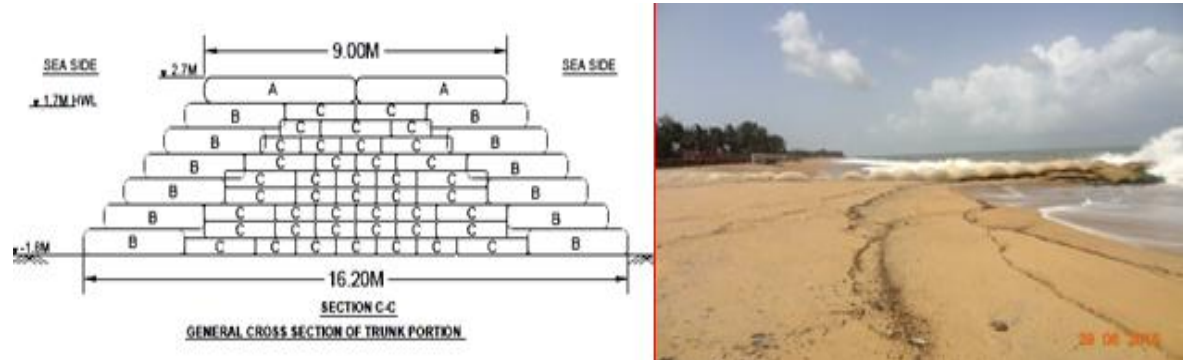 9.00M
SEA SIDE
SEA SIDE
2.7M
A A
1.7M HWL
B C C B
C C C
B C C C C C B
B C C C C C B
C C C C C C
B C C C C C C B
B C C C C C C B
C C C C C C
-1.8M
B C C C C C C C C B
16.20M
SECTION C-C
GENERAL CROSS SECTION OF TRUNK PORTION